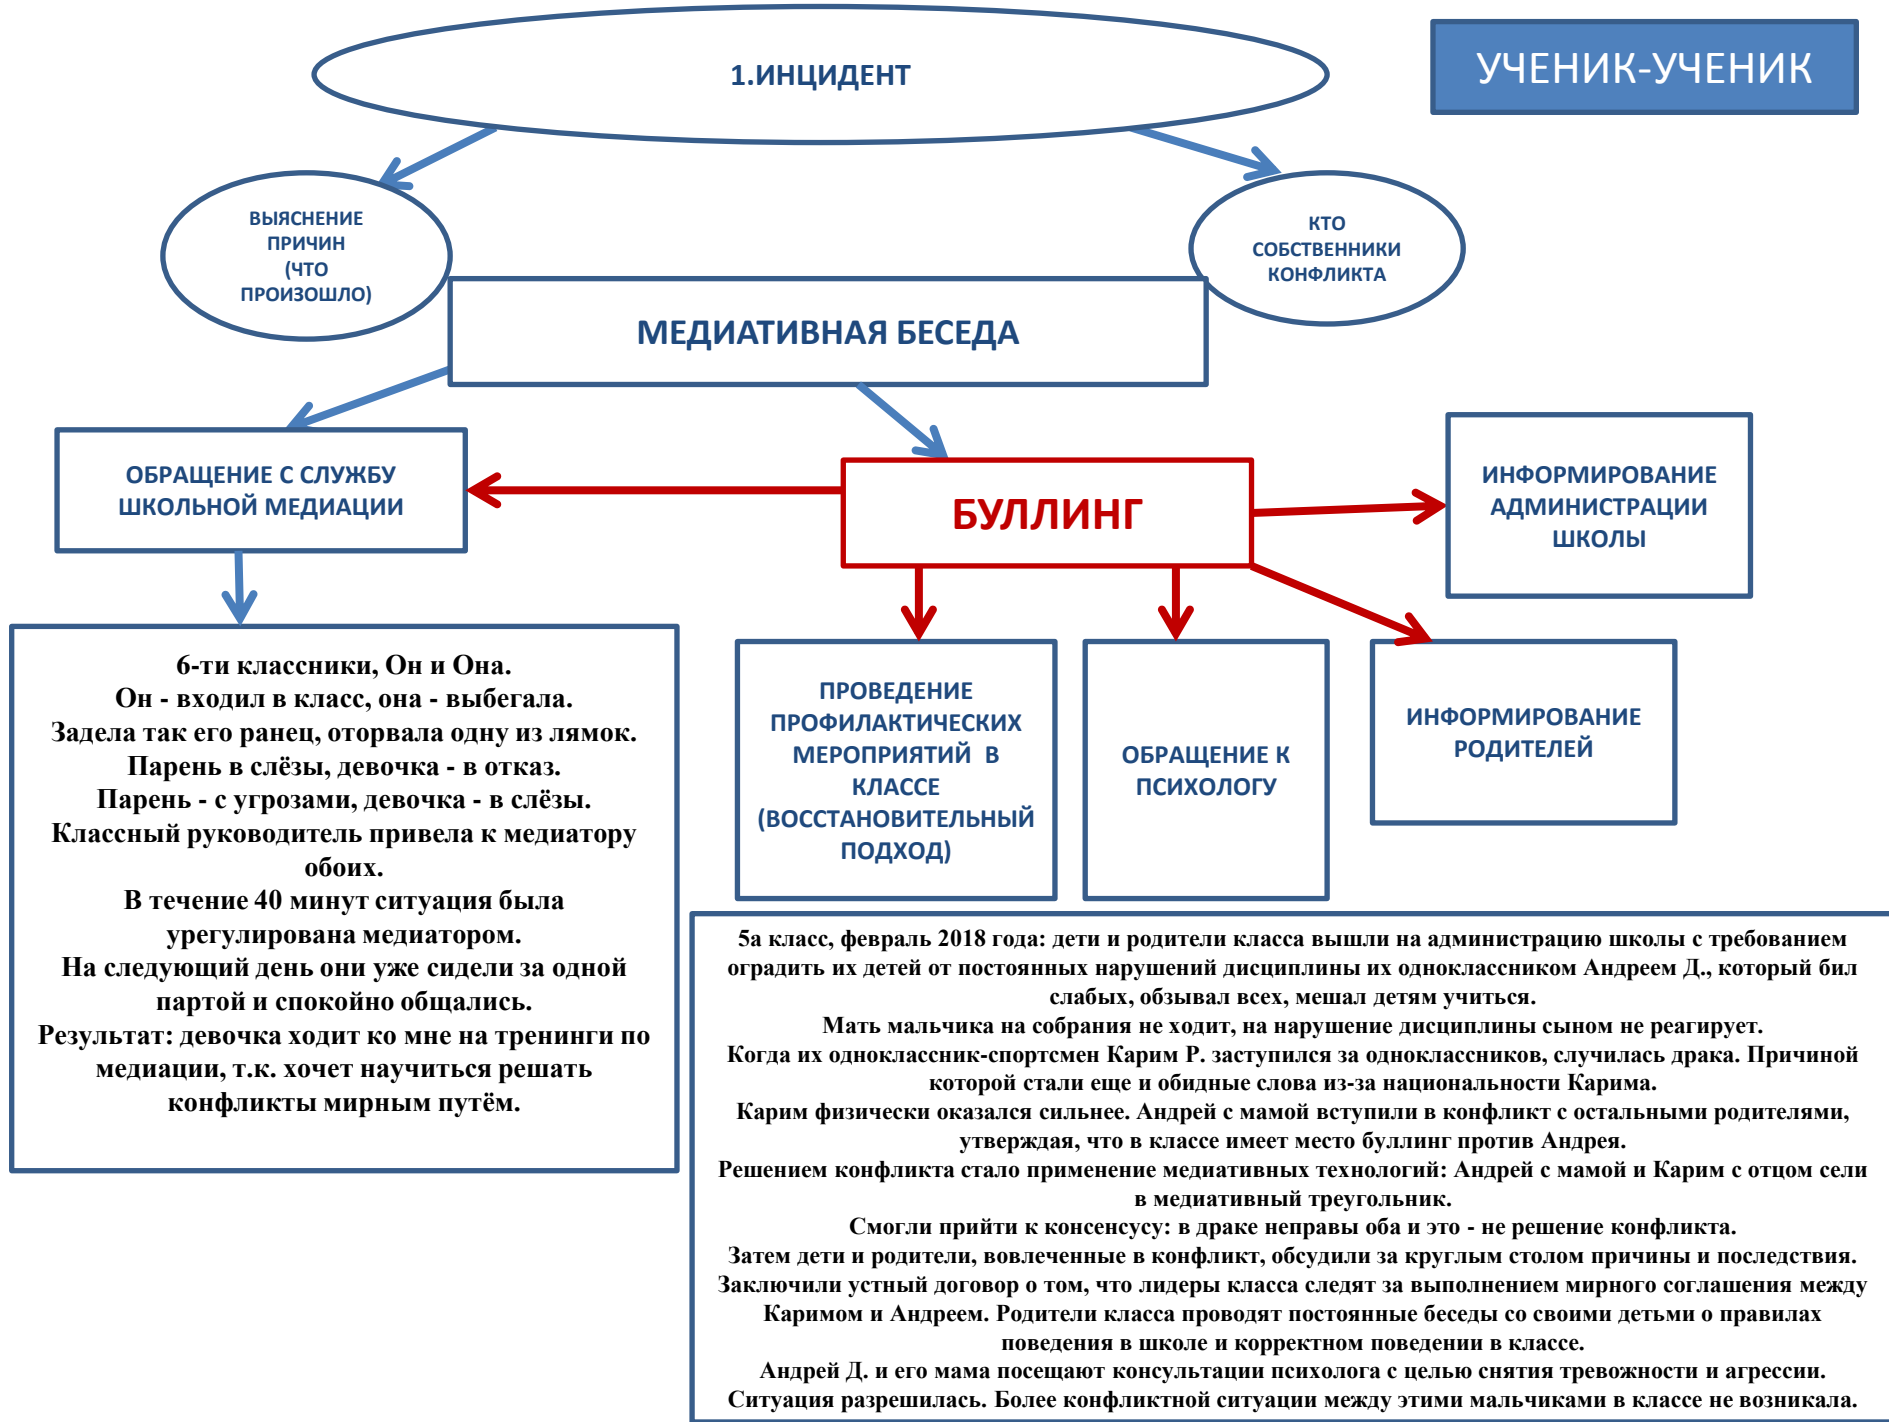 1.ИНЦИДЕНТ
УЧЕНИК-УЧЕНИК
ВЫЯСНЕНИЕ
ПРИЧИН
(ЧТО
ПРОИЗОШЛО)
КТО
СОБСТВЕННИКИ
КОНФЛИКТА
МЕДИАТИВНАЯ БЕСЕДА
ОБРАЩЕНИЕ С СЛУЖБУ
ШКОЛЬНОЙ МЕДИАЦИИ
БУЛЛИНГ
ИНФОРМИРОВАНИЕ
АДМИНИСТРАЦИИ
ШКОЛЫ
6-ти классники, Он и Она.
Он - входил в класс, она - выбегала.
Задела так его ранец, оторвала одну из лямок.
Парень в слёзы, девочка - в отказ.
Парень - с угрозами, девочка - в слёзы.
Классный руководитель привела к медиатору
обоих.
В течение 40 минут ситуация была
урегулирована медиатором.
На следующий день они уже сидели за одной
партой и спокойно общались.
Результат: девочка ходит ко мне на тренинги по
медиации, т.к. хочет научиться решать
конфликты мирным путём.
ПРОВЕДЕНИЕ
ПРОФИЛАКТИЧЕСКИХ
МЕРОПРИЯТИЙ В
КЛАССЕ
(ВОССТАНОВИТЕЛЬНЫЙ
ПОДХОД)
ОБРАЩЕНИЕ К
ПСИХОЛОГУ
ИНФОРМИРОВАНИЕ
РОДИТЕЛЕЙ
5а класс, февраль 2018 года: дети и родители класса вышли на администрацию школы с требованием
оградить их детей от постоянных нарушений дисциплины их одноклассником Андреем Д., который бил
слабых, обзывал всех, мешал детям учиться.
Мать мальчика на собрания не ходит, на нарушение дисциплины сыном не реагирует.
Когда их одноклассник-спортсмен Карим Р. заступился за одноклассников, случилась драка. Причиной
которой стали еще и обидные слова из-за национальности Карима.
Карим физически оказался сильнее. Андрей с мамой вступили в конфликт с остальными родителями,
утверждая, что в классе имеет место буллинг против Андрея.
Решением конфликта стало применение медиативных технологий: Андрей с мамой и Карим с отцом сели
в медиативный треугольник.
Смогли прийти к консенсусу: в драке неправы оба и это - не решение конфликта.
Затем дети и родители, вовлеченные в конфликт, обсудили за круглым столом причины и последствия.
Заключили устный договор о том, что лидеры класса следят за выполнением мирного соглашения между
Каримом и Андреем. Родители класса проводят постоянные беседы со своими детьми о правилах
поведения в школе и корректном поведении в классе.
Андрей Д. и его мама посещают консультации психолога с целью снятия тревожности и агрессии.
Ситуация разрешилась. Более конфликтной ситуации между этими мальчиками в классе не возникала.